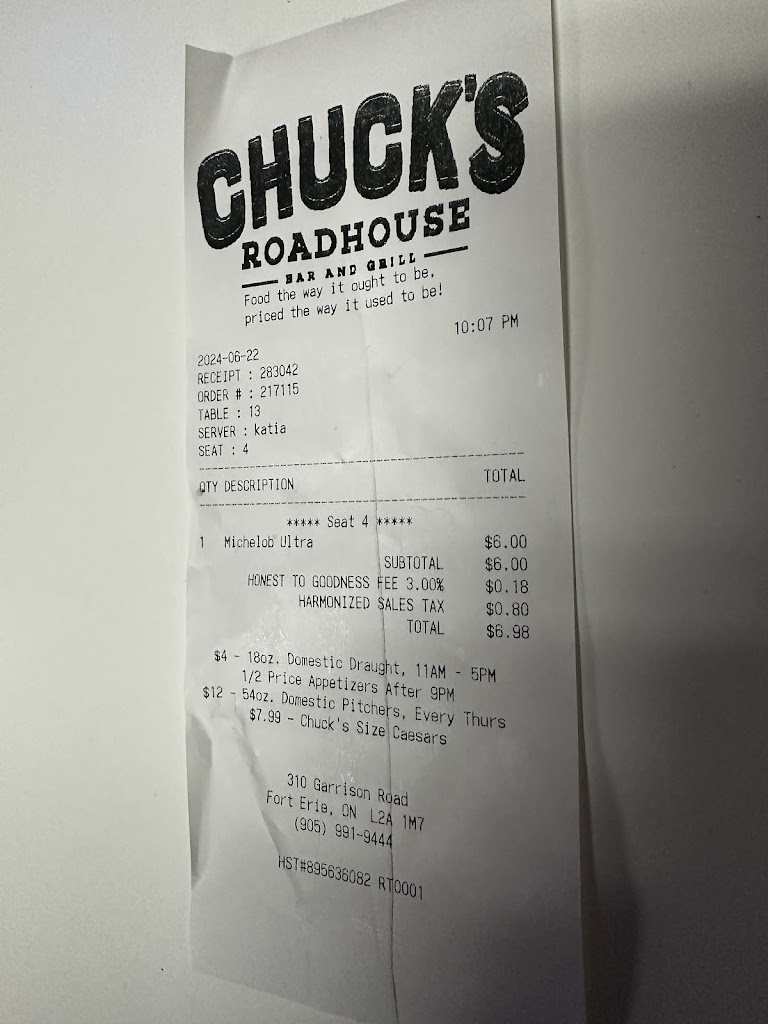 CHUCK'S
ROADHOUSE
BAR AND GRILL
Food the way it ought to be,
priced the way it used to be!
10:07 PM
2024-06-22
RECEIPT : 283042
ORDER # : 217115
TABLE : 13
SERVER : katia
SEAT : 4
QTY DESCRIPTION TOTAL
***** Seat 4 *****
1 Michelob Ultra $6.00
SUBTOTAL $6.00
HONEST TO GOODNESS FEE 3.00% $0.18
HARMONIZED SALES TAX $0.80
TOTAL $6.98
$4 - 18oz. Domestic Draught, 11AM - 5PM
1/2 Price Appetizers After 9PM
$12 - 54oz. Domestic Pitchers, Every Thurs
$7.99 - Chuck's Size Caesars
310 Garrison Road
Fort Erie, ON L2A 1M7
(905) 991-9444
HST#895636082 RT0001